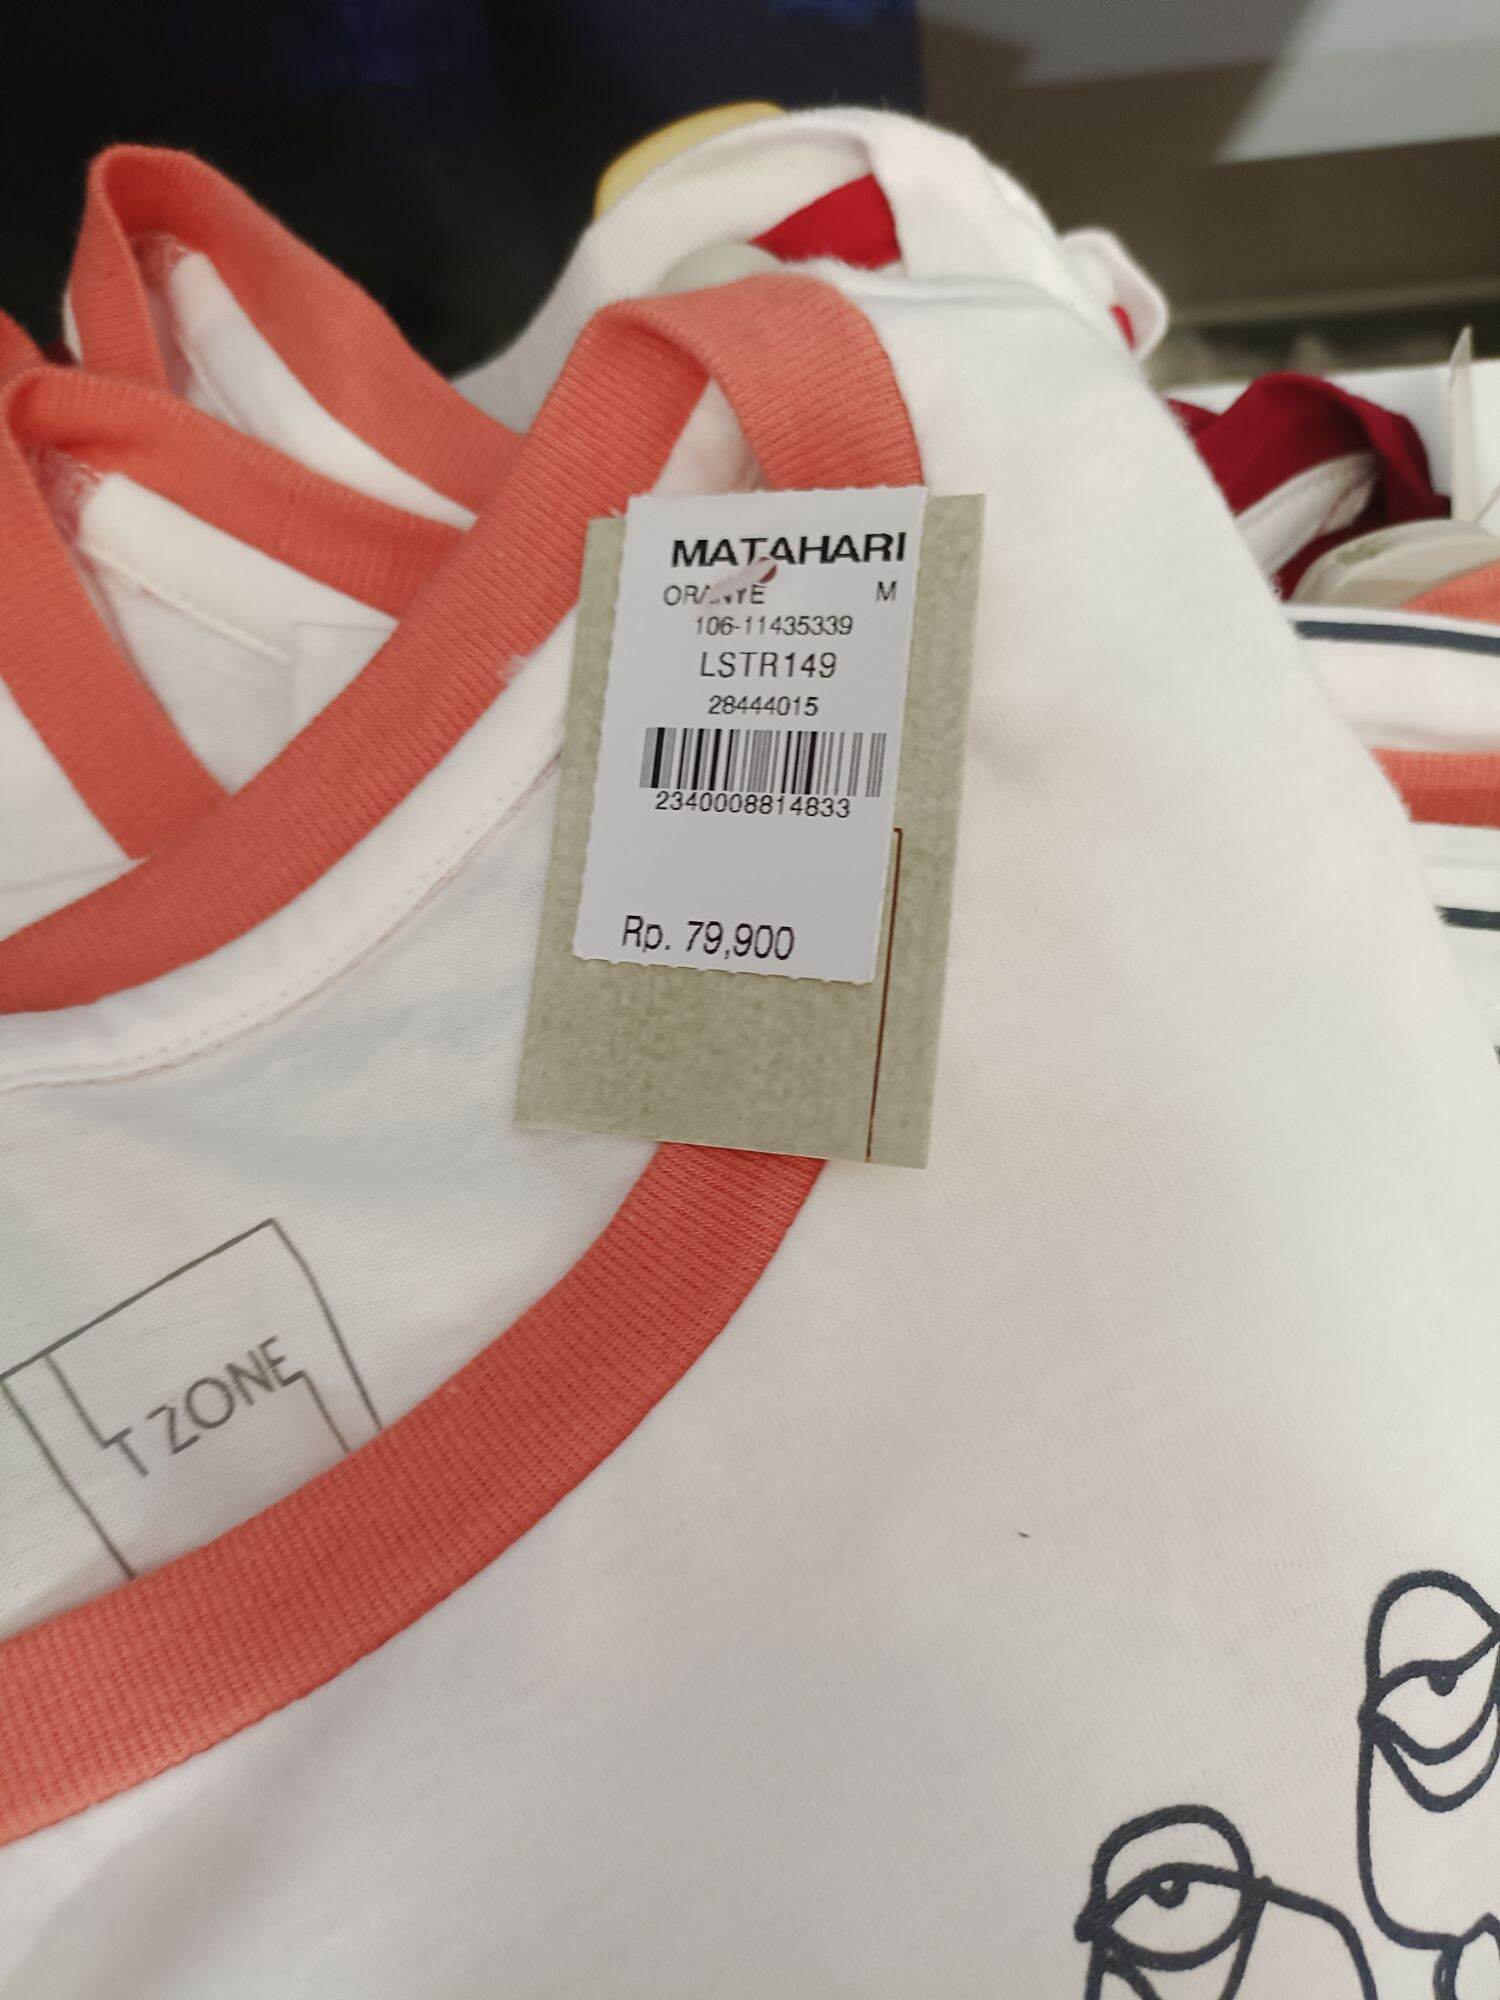 MATAHARI
M
106-11435339
LSTR149
28444015
2340008814833
Rp. 79,900
T ZONE